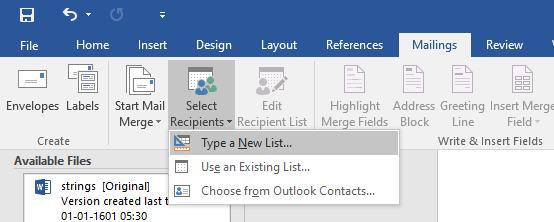 File Home Insert Design Layout References Mailings Review
Envelopes Labels Start Mail Merge Select Recipients Edit Recipient List Highlight Merge Fields Address Block Greeting Line Insert Merge Field
Create Write & Insert Fields
Type a New List...
Use an Existing List...
Choose from Outlook Contacts...
Available Files
strings [Original]
Version created last t
01-01-1601 05:30